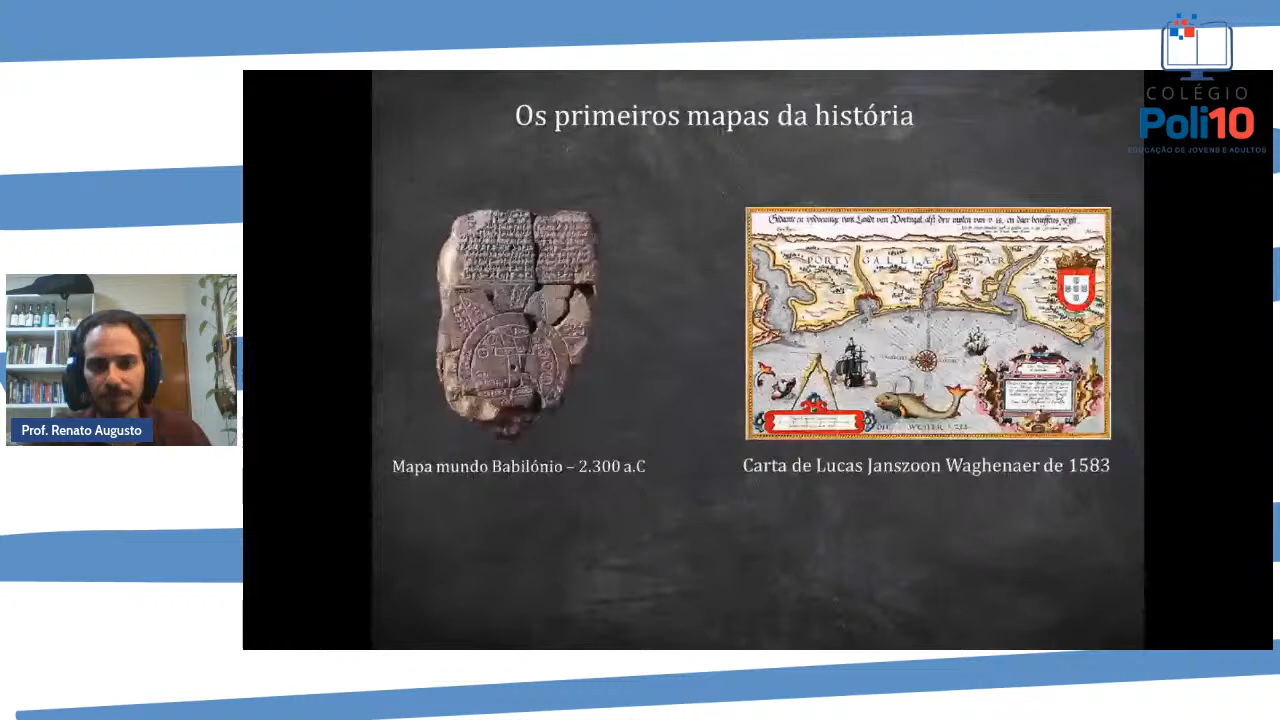 COLÉGIO
Poli10
EDUCAÇÃO DE JOVENS E ADULTOS
Os primeiros mapas da história
PORTVGALLIÆ PARS
Prof. Renato Augusto
Mapa mundo Babilónio – 2.300 a.C
Carta de Lucas Janszoon Waghenaer de 1583